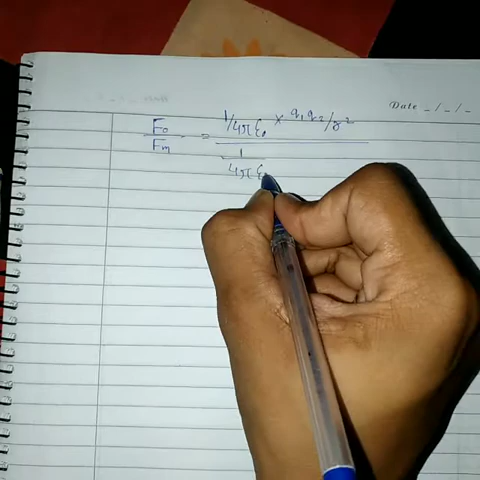 Date _/_/_
F₀/Fm = 1/4πε₀ × q₁q₂/r²
1
4πε